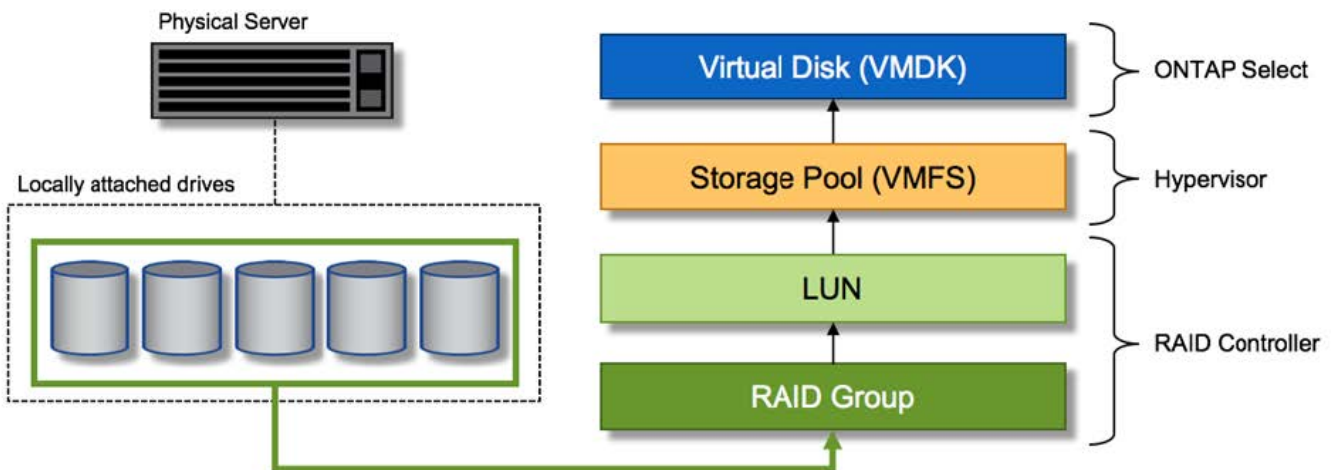 Physical Server
Locally attached drives
Virtual Disk (VMDK)
ONTAP Select
Storage Pool (VMFS)
Hypervisor
LUN
RAID Controller
RAID Group